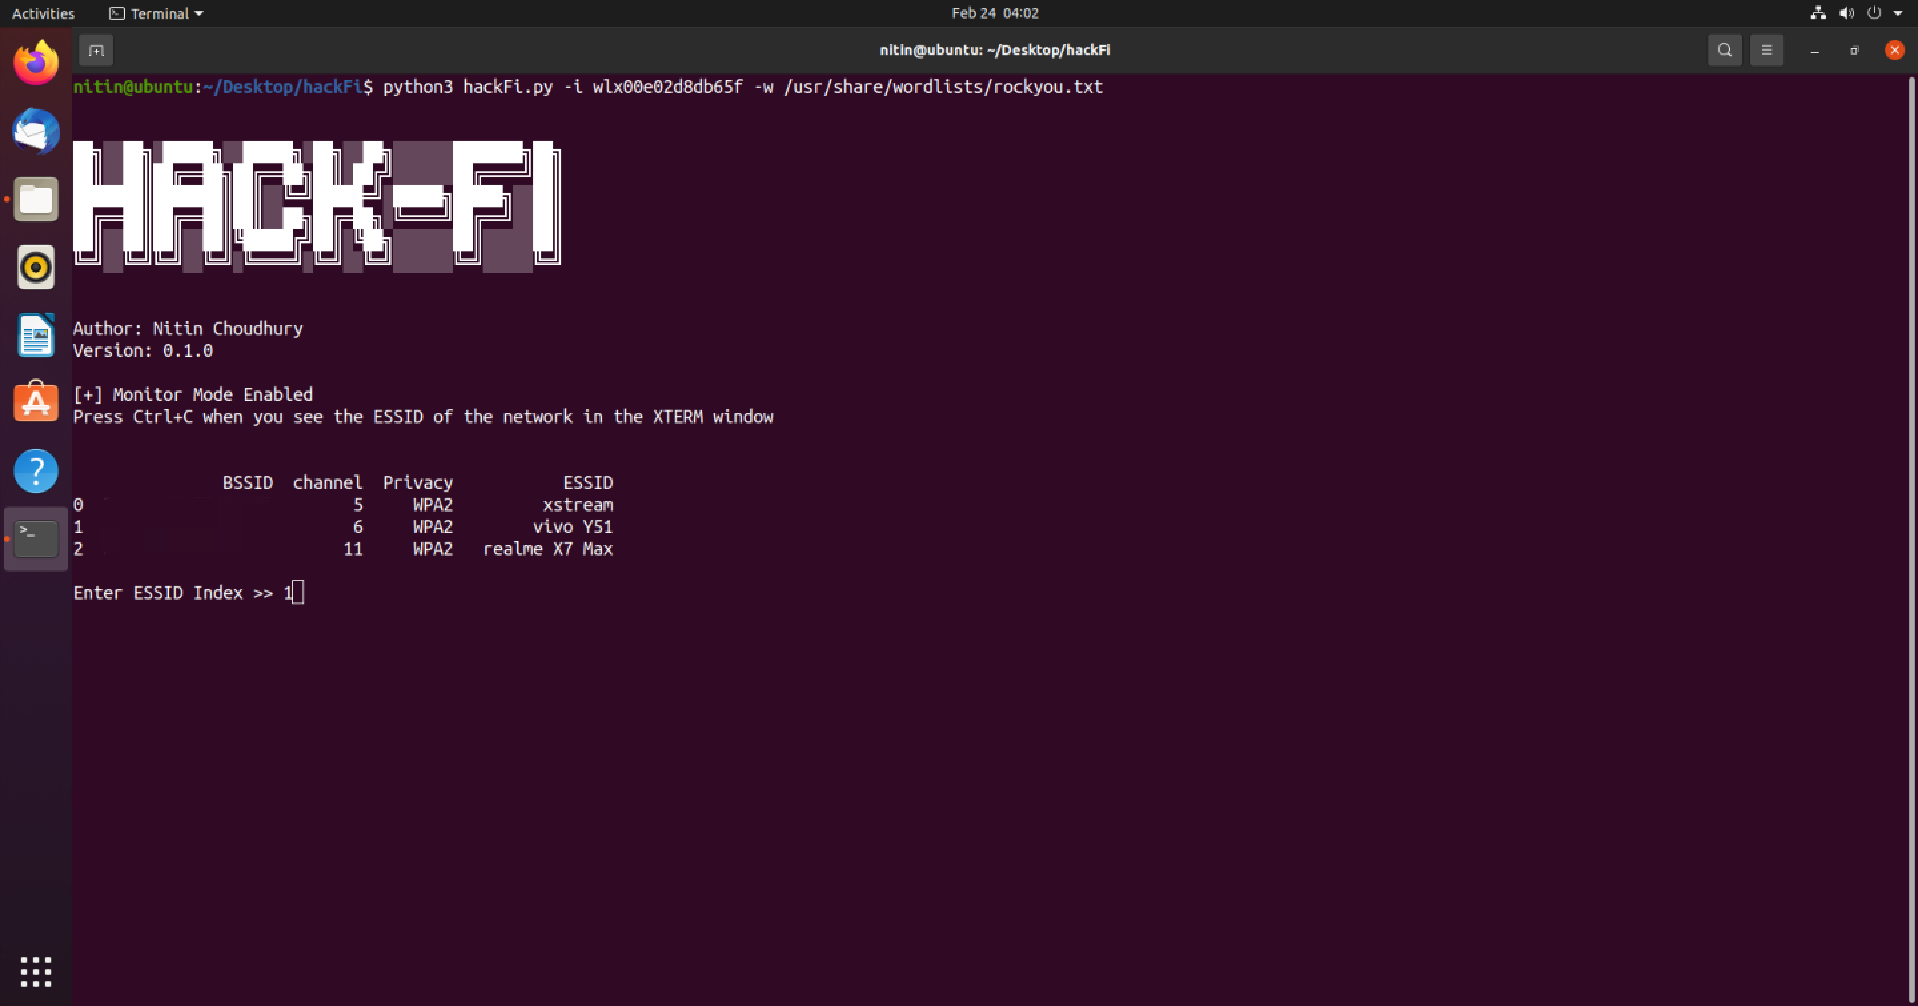 Activities Terminal Feb 24 04:02
nitin@ubuntu: ~/Desktop/hackFi
nitin@ubuntu:~/Desktop/hackFi$ python3 hackFi.py -i wlx00e02d8db65f -w /usr/share/wordlists/rockyou.txt
HACK-FI
Author: Nitin Choudhury
Version: 0.1.0
[+] Monitor Mode Enabled
Press Ctrl+C when you see the ESSID of the network in the XTERM window
BSSID channel Privacy ESSID
0 5 WPA2 xstream
1 6 WPA2 vivo Y51
2 11 WPA2 realme X7 Max
Enter ESSID Index >> 1